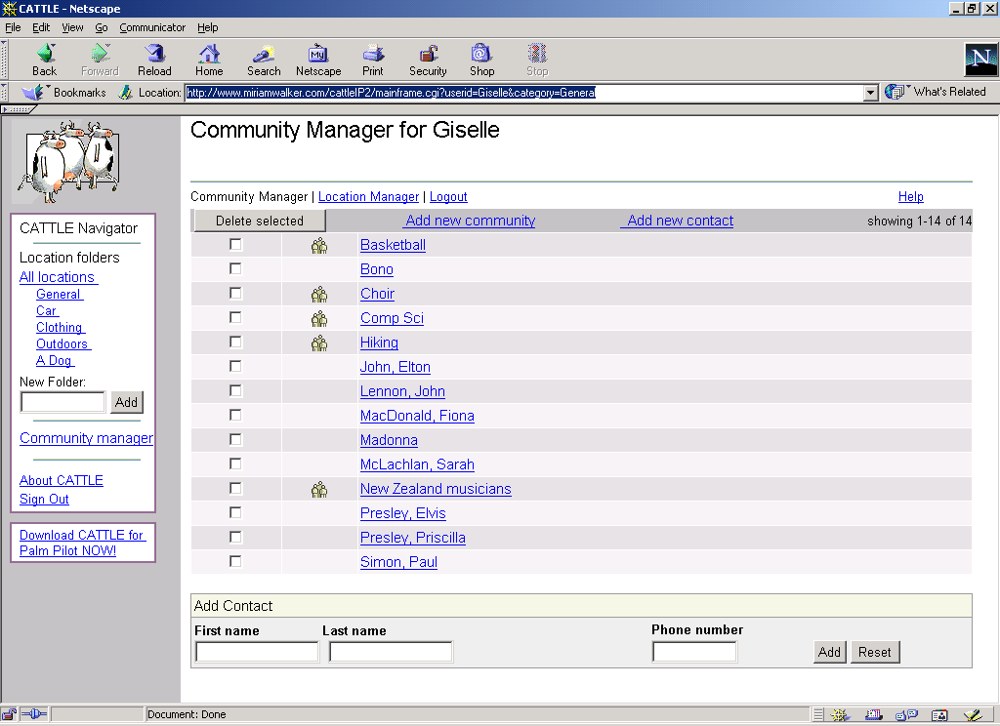 CATTLE - Netscape
File Edit View Go Communicator Help
Back Forward Reload Home Search My Netscape Print Security Shop Stop
N
Bookmarks Location: http://www.miriamwalker.com/cattleIP2/mainframe.cgi?userid=Giselle&category=General What's Related
Community Manager for Giselle
Community Manager | Location Manager | Logout Help
Delete selected Add new community Add new contact showing 1-14 of 14
Basketball
Bono
Choir
Comp Sci
Hiking
John, Elton
Lennon, John
MacDonald, Fiona
Madonna
McLachlan, Sarah
New Zealand musicians
Presley, Elvis
Presley, Priscilla
Simon, Paul
Add Contact
First name Last name Phone number
Add Reset
CATTLE Navigator
Location folders
All locations
General
Car
Clothing
Outdoors
A Dog
New Folder:
Add
Community manager
About CATTLE
Sign Out
Download CATTLE for
Palm Pilot NOW!
Document: Done